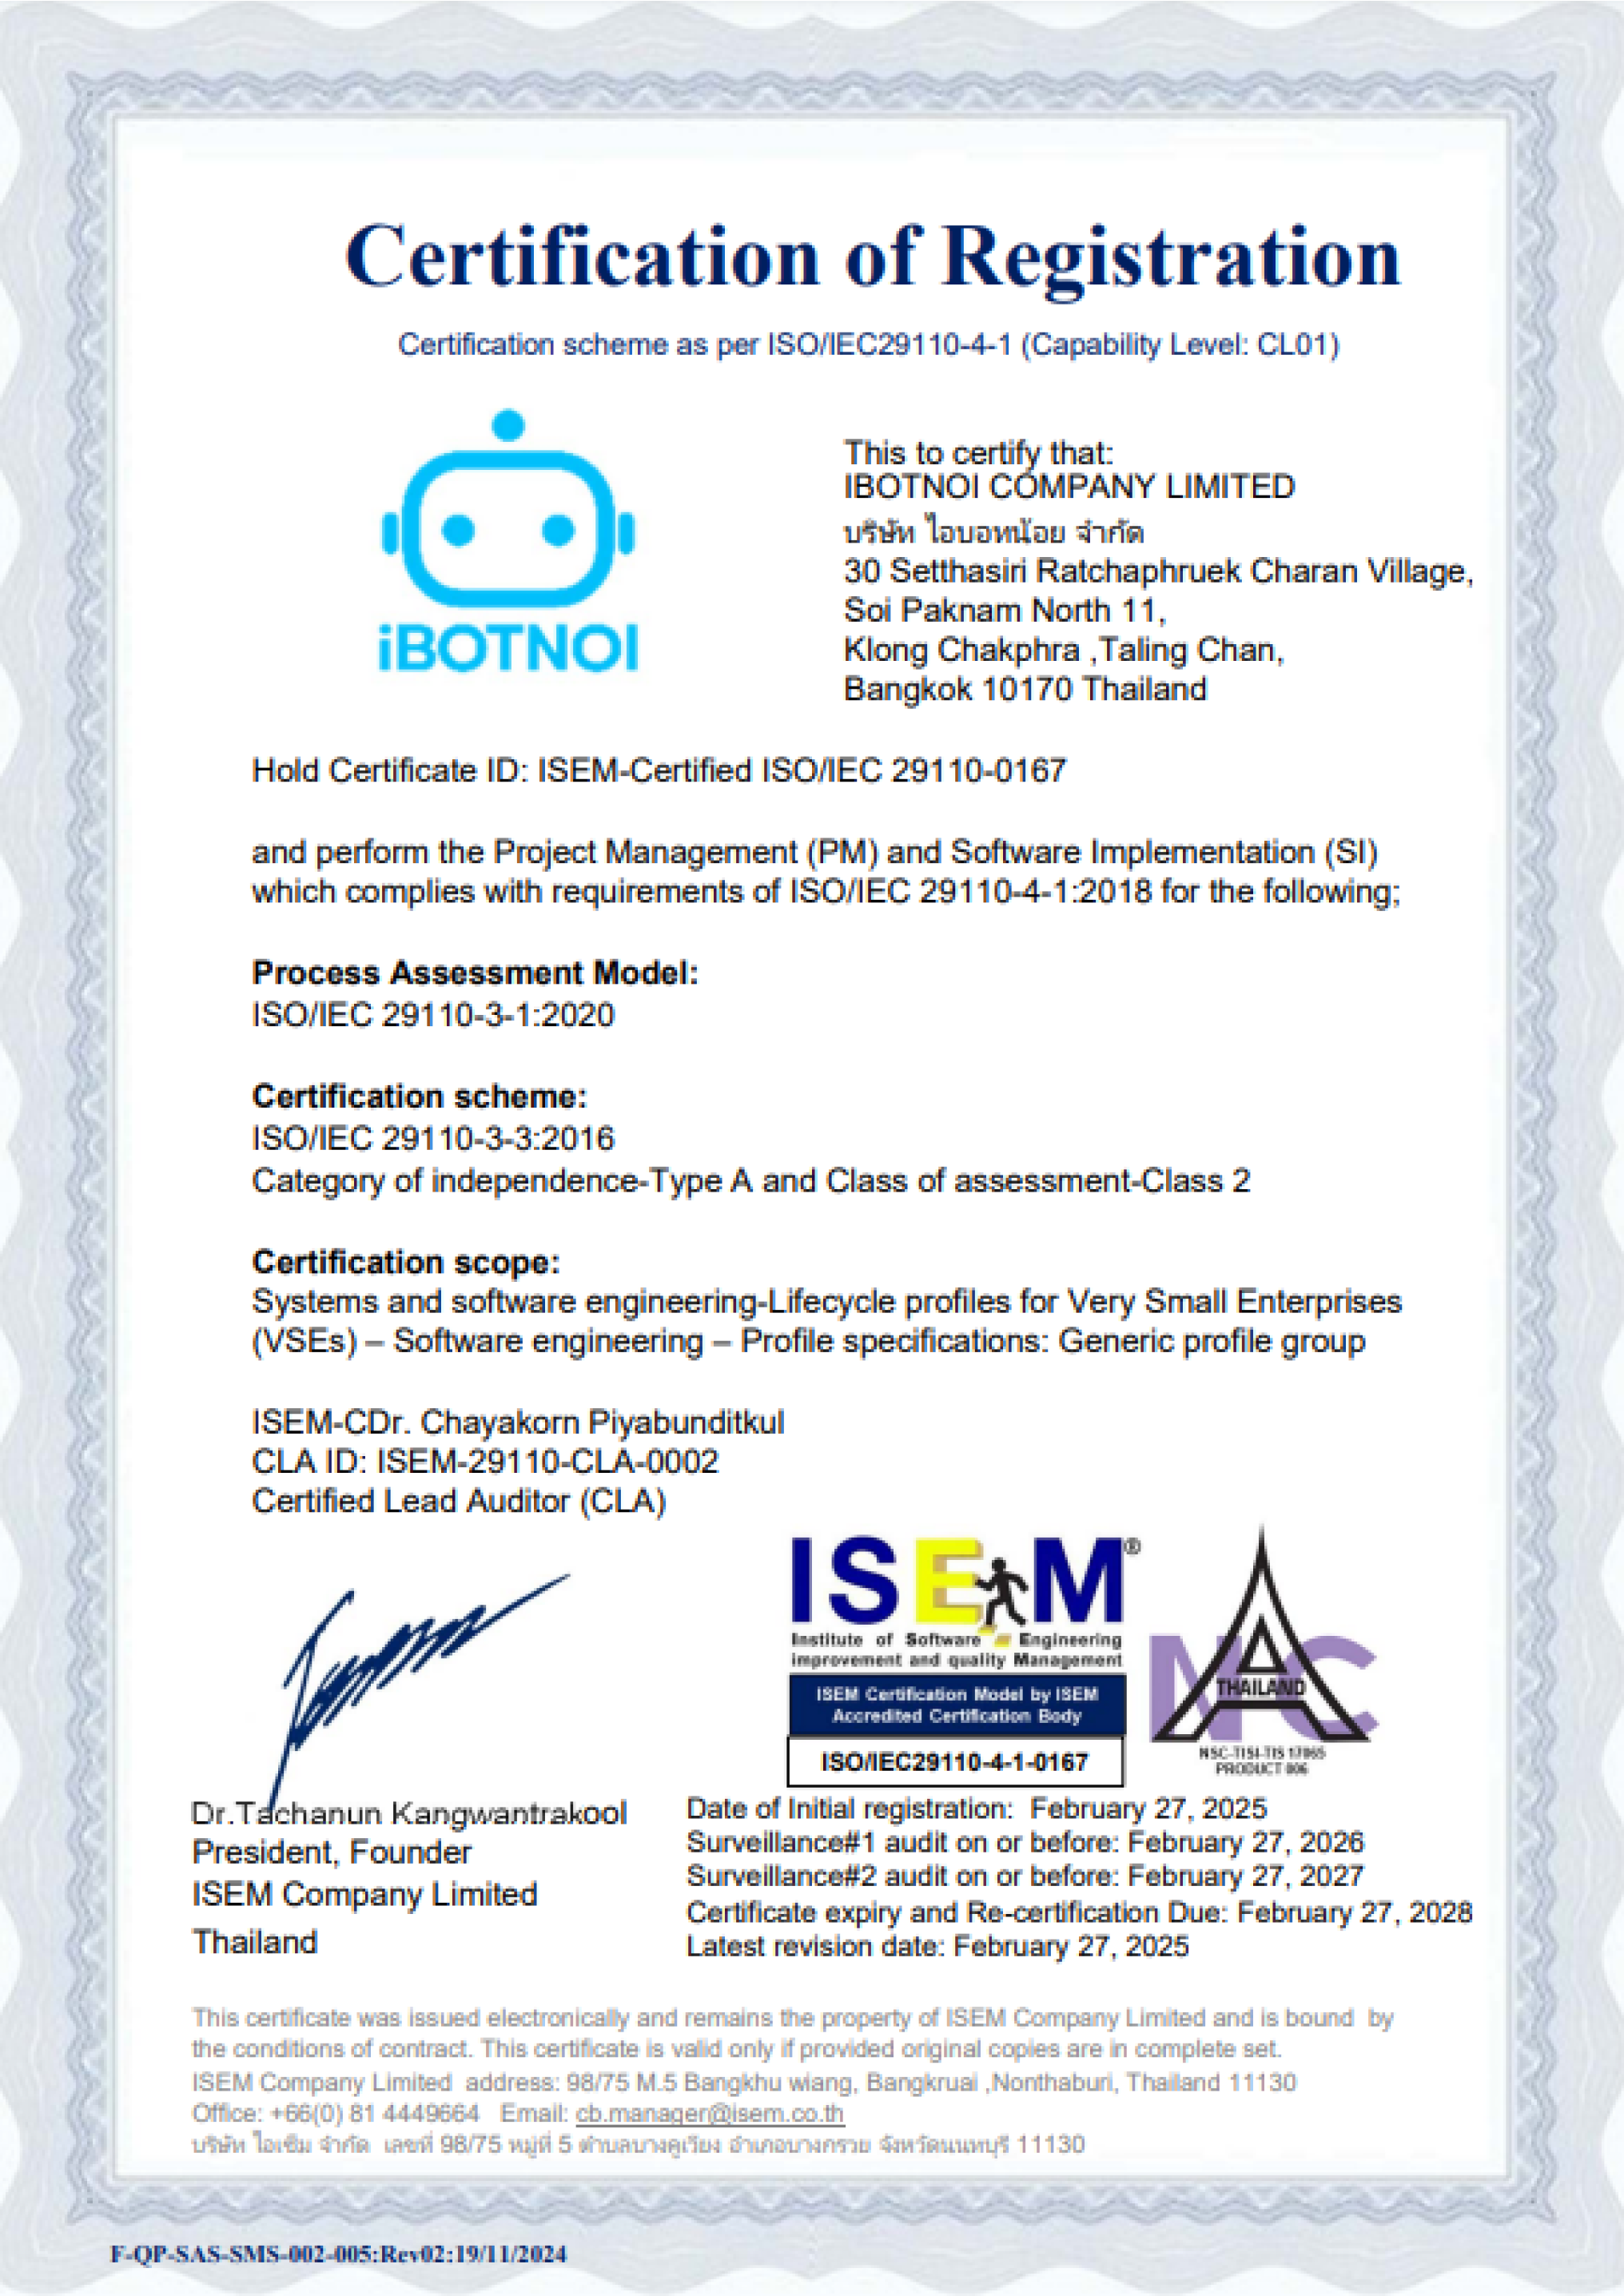 Certification of Registration
Certification scheme as per ISO/IEC29110-4-1 (Capability Level: CL01)
iBOTNOI
This to certify that:
IBOTNOI COMPANY LIMITED
บริษัท ไอบอทน้อย จำกัด
30 Setthasiri Ratchaphruek Charan Village,
Soi Paknam North 11,
Klong Chakphra ,Taling Chan,
Bangkok 10170 Thailand
Hold Certificate ID: ISEM-Certified ISO/IEC 29110-0167
and perform the Project Management (PM) and Software Implementation (SI)
which complies with requirements of ISO/IEC 29110-4-1:2018 for the following;
Process Assessment Model:
ISO/IEC 29110-3-1:2020
Certification scheme:
ISO/IEC 29110-3-3:2016
Category of independence-Type A and Class of assessment-Class 2
Certification scope:
Systems and software engineering-Lifecycle profiles for Very Small Enterprises
(VSEs) – Software engineering – Profile specifications: Generic profile group
ISEM-CDr. Chayakorn Piyabunditkul
CLA ID: ISEM-29110-CLA-0002
Certified Lead Auditor (CLA)
ISEM®
Institute of Software Engineering
improvement and quality Management
ISEM Certification Model by ISEM
Accredited Certification Body
ISO/IEC29110-4-1-0167
NAC
THAILAND
NSC-TISI-TIS 17065
PRODUCT 006
Dr.Tachanun Kangwantrakool
President, Founder
ISEM Company Limited
Thailand
Date of Initial registration: February 27, 2025
Surveillance#1 audit on or before: February 27, 2026
Surveillance#2 audit on or before: February 27, 2027
Certificate expiry and Re-certification Due: February 27, 2028
Latest revision date: February 27, 2025
This certificate was issued electronically and remains the property of ISEM Company Limited and is bound by
the conditions of contract. This certificate is valid only if provided original copies are in complete set.
ISEM Company Limited address: 98/75 M.5 Bangkhu wiang, Bangkruai ,Nonthaburi, Thailand 11130
Office: +66(0) 81 4449664 Email: cb.manager@isem.co.th
บริษัท ไอเซ็ม จำกัด เลขที่ 98/75 หมู่ที่ 5 ตำบลบางคูเวียง อำเภอบางกรวย จังหวัดนนทบุรี 11130
F-QP-SAS-SMS-002-005:Rev02:19/11/2024